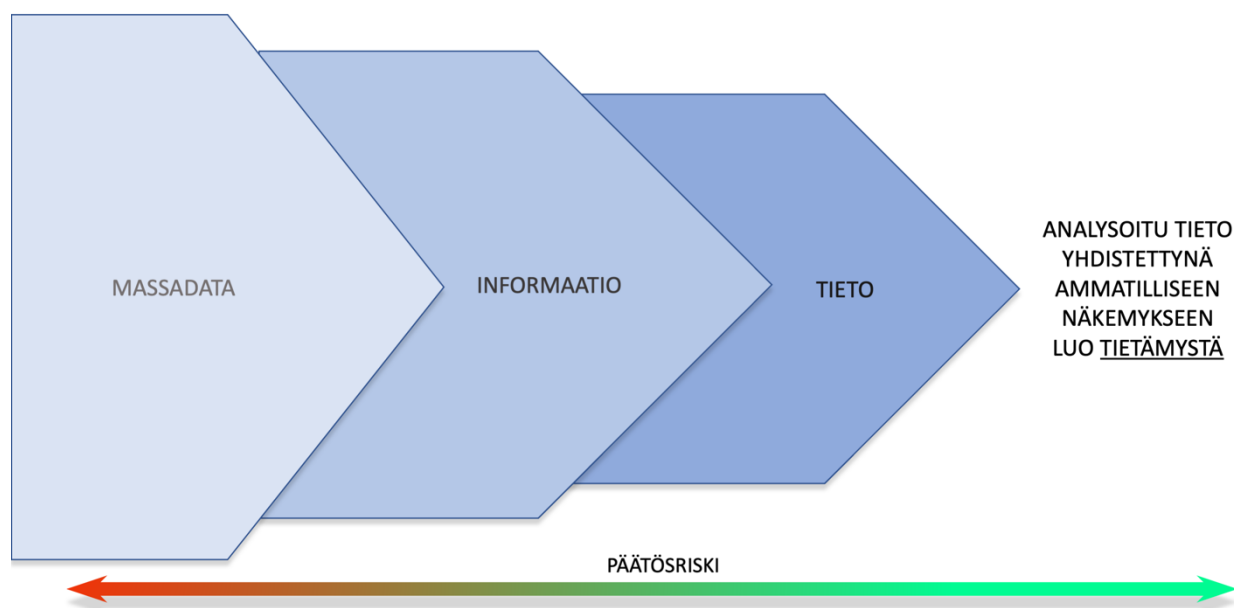 MASSADATA
INFORMAATIO
TIETO
ANALYSOITU TIETO
YHDISTETTYNÄ
AMMATILLISEEN
NÄKEMYKSEEN
LUO TIETÄMYSTÄ
PÄÄTÖSRISKI